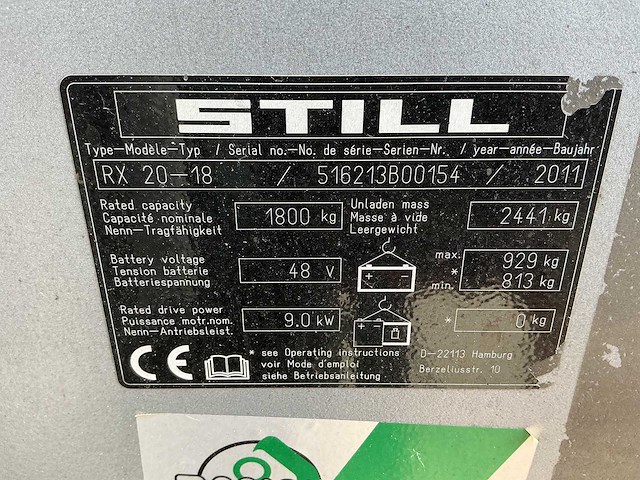 STILL
Type-Modèle-Typ / Serial no.-No. de série-Serien-Nr. / year-année-Baujahr
RX 20-18 / 516213B00154 / 2011
Rated capacity
Capacité nominale
Nenn-Tragfähigkeit
1800 kg
Unladen mass
Masse à vide
Leergewicht
2441 kg
Battery voltage
Tension batterie
Batteriespannung
48 V
max. 929 kg
*
min. 813 kg
Rated drive power
Puissance motr.nom.
Nenn-Antriebsleist.
9.0 kW
* 0 kg
CE
* see Operating instructions
voir Mode d'emploi
siehe Betriebsanleitung
D-22113 Hamburg
Berzeliusstr. 10